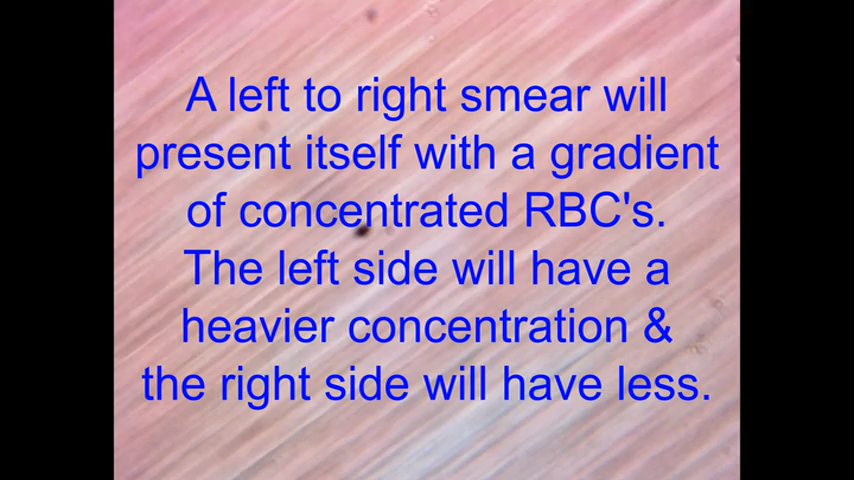 A left to right smear will
present itself with a gradient
of concentrated RBC's.
The left side will have a
heavier concentration &
the right side will have less.